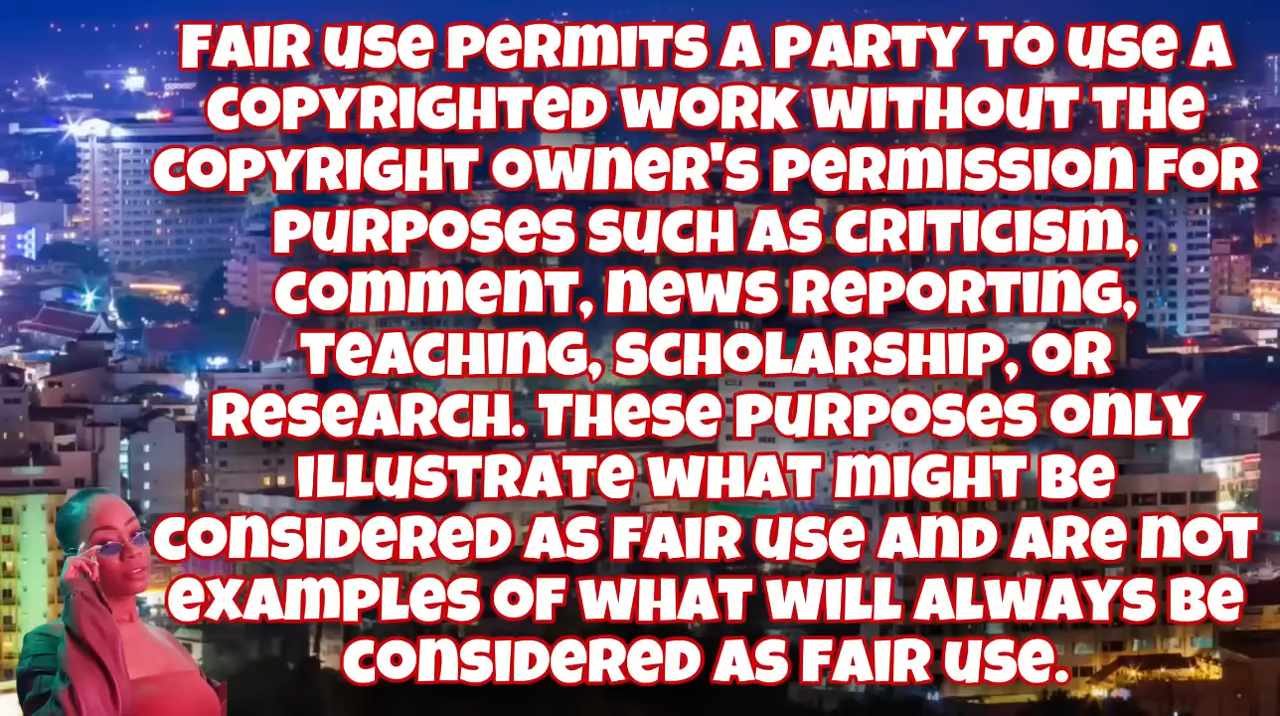 FAIR USE PERMITS A PARTY TO USE A
COPYRIGHTED WORK WITHOUT THE
COPYRIGHT OWNER'S PERMISSION FOR
PURPOSES SUCH AS CRITICISM,
COMMENT, NEWS REPORTING,
TEACHING, SCHOLARSHIP, OR
RESEARCH. THESE PURPOSES ONLY
ILLUSTRATE WHAT MIGHT BE
CONSIDERED AS FAIR USE AND ARE NOT
EXAMPLES OF WHAT WILL ALWAYS BE
CONSIDERED AS FAIR USE.